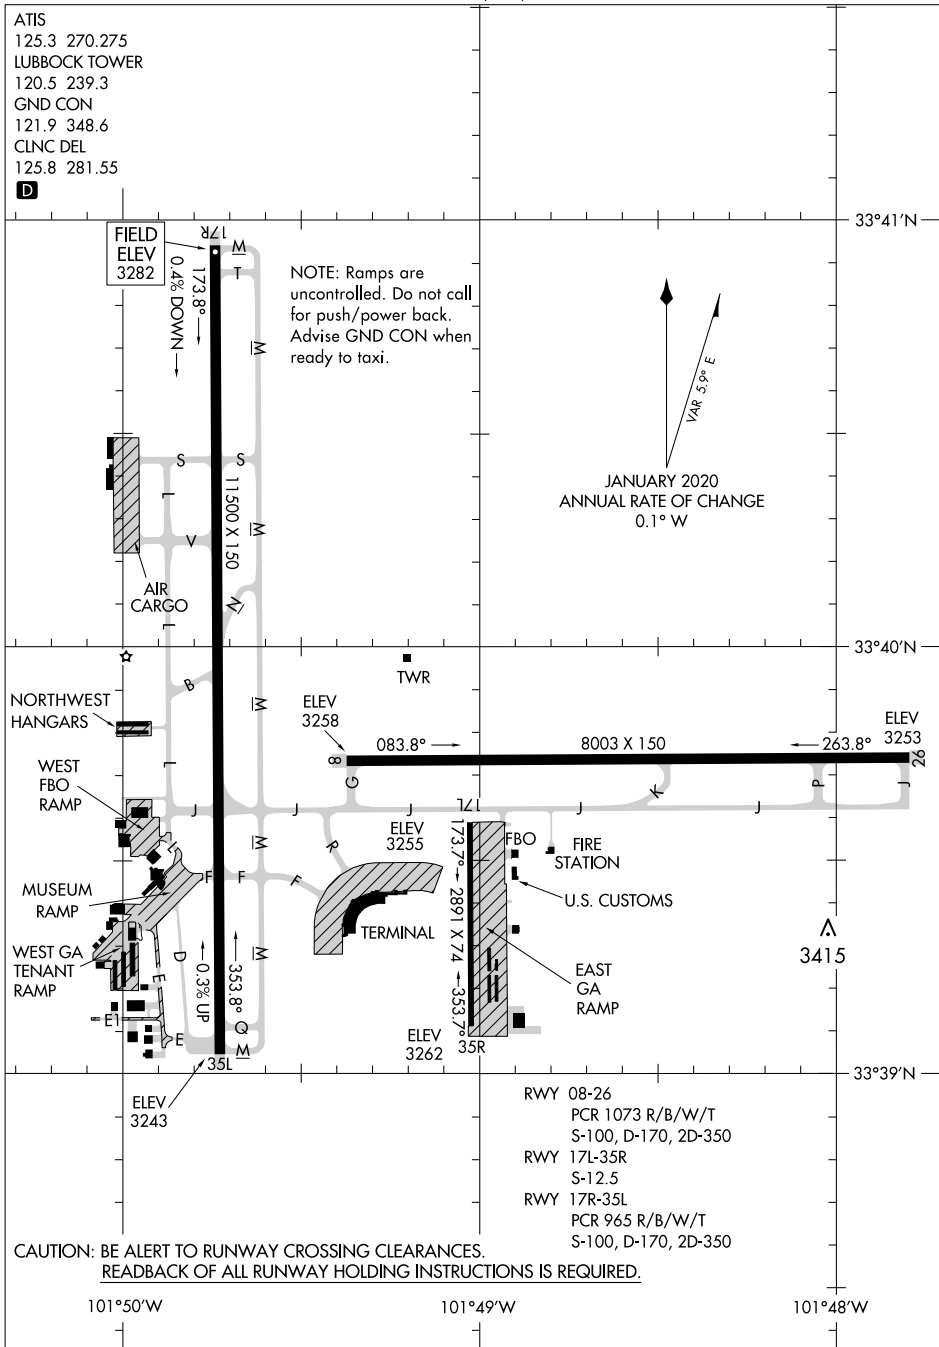 ATIS
125.3 270.275
LUBBOCK TOWER
120.5 239.3
GND CON
121.9 348.6
CLNC DEL
125.8 281.55
D
33°41'N
FIELD
ELEV
3282
17R
M
T
173.8°
0.4% DOWN
NOTE: Ramps are
uncontrolled. Do not call
for push/power back.
Advise GND CON when
ready to taxi.
M
VAR 5.9° E
JANUARY 2020
ANNUAL RATE OF CHANGE
0.1° W
S
S
L
11500 X 150
M
V
AIR
CARGO
N
L
33°40'N
TWR
B
M
NORTHWEST
HANGARS
ELEV
3258
ELEV
3253
8
083.8°
8003 X 150
263.8°
26
L
G
K
P
J
WEST
FBO
RAMP
J
J
J
J
17L
L
M
R
ELEV
3255
FBO
FIRE
STATION
173.7°
MUSEUM
RAMP
F
F
F
U.S. CUSTOMS
2891 X 74
TERMINAL
3415
WEST GA
TENANT
RAMP
D
E
M
0.3% UP
353.8°
EAST
GA
RAMP
353.7°
E1
E
Q
M
35L
ELEV
3262
35R
33°39'N
ELEV
3243
RWY 08-26
PCR 1073 R/B/W/T
S-100, D-170, 2D-350
RWY 17L-35R
S-12.5
RWY 17R-35L
PCR 965 R/B/W/T
S-100, D-170, 2D-350
CAUTION: BE ALERT TO RUNWAY CROSSING CLEARANCES.
READBACK OF ALL RUNWAY HOLDING INSTRUCTIONS IS REQUIRED.
101°50'W
101°49'W
101°48'W